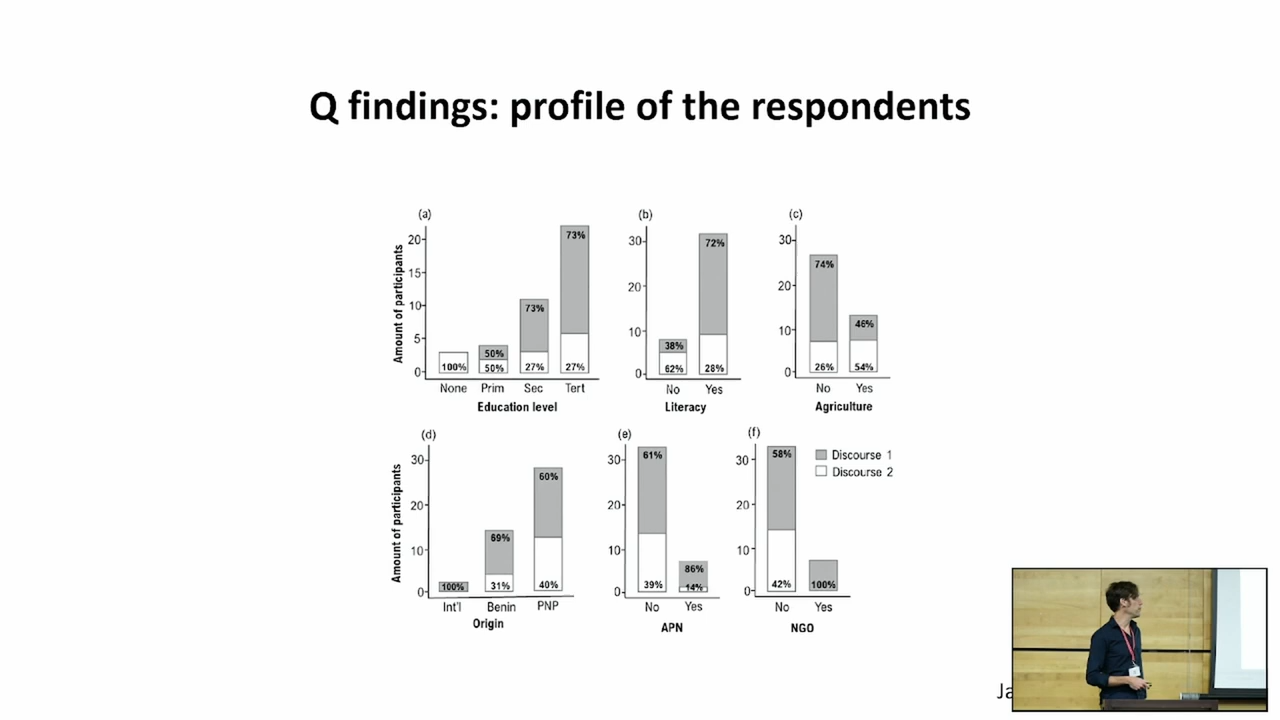 Q findings: profile of the respondents
(a)
Amount of participants
20
15
10
5
0
73%
73%
50%
100%
50%
27%
27%
None Prim Sec Tert
Education level
(b)
30
20
10
0
72%
38%
62%
28%
No Yes
Literacy
(c)
30
20
10
0
74%
46%
26%
54%
No Yes
Agriculture
(d)
Amount of participants
30
20
10
0
60%
69%
100%
31%
40%
Int'l Benin PNP
Origin
(e)
30
20
10
0
61%
86%
39%
14%
No Yes
APN
(f)
30
20
10
0
58%
42%
100%
No Yes
NGO
Discourse 1
Discourse 2